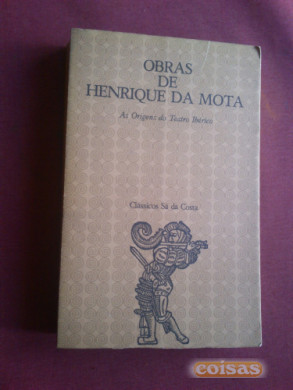 OBRAS
DE
HENRIQUE DA MOTA
As Origens do Teatro Ibérico
Clássicos Sá da Costa
coisas